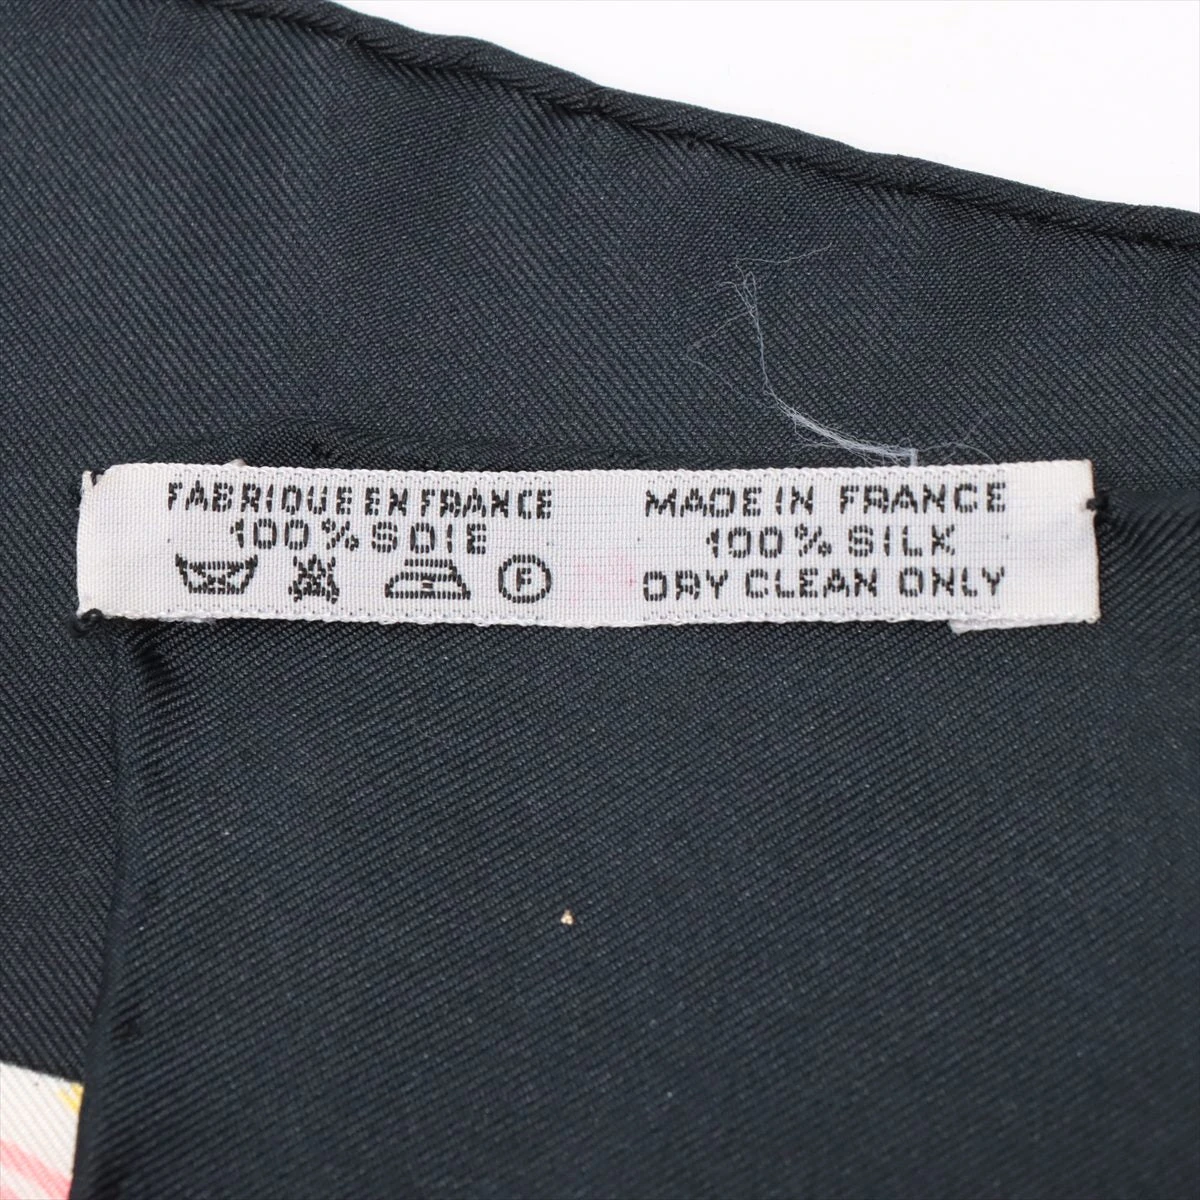 FABRIQUE EN FRANCE
100% SOIE
F
MADE IN FRANCE
100% SILK
DRY CLEAN ONLY